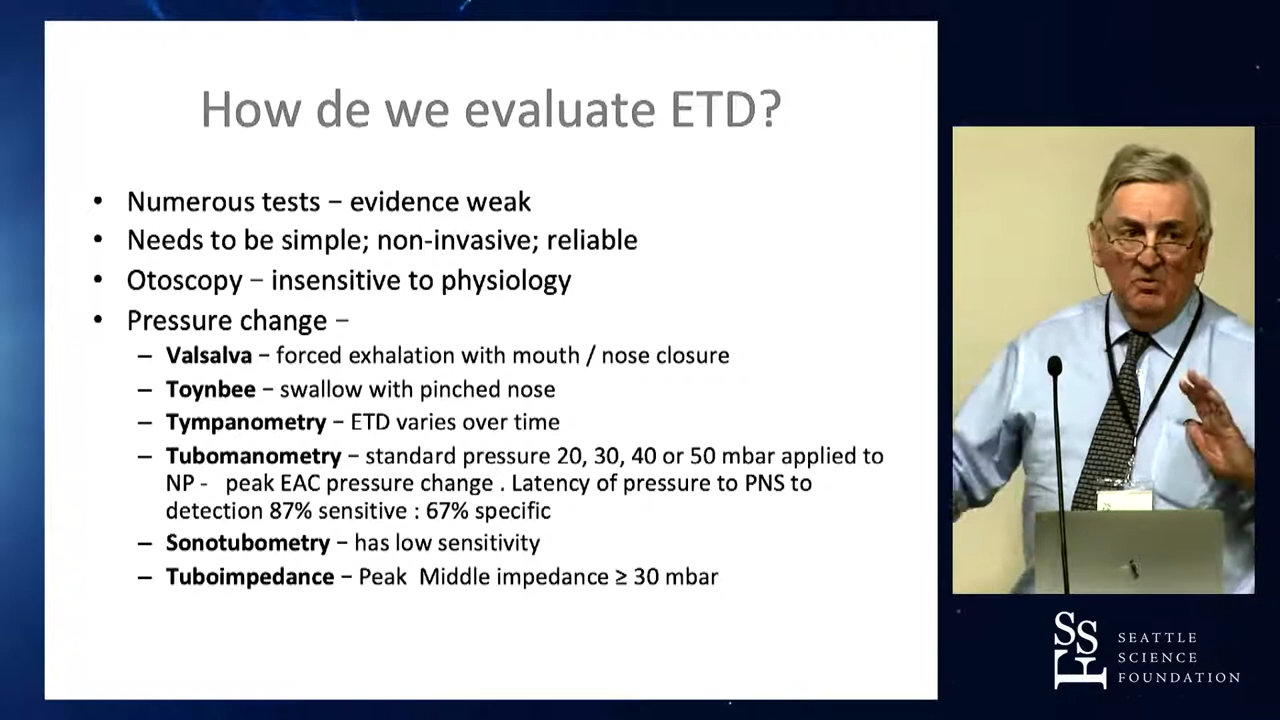 How de we evaluate ETD?
• Numerous tests – evidence weak
• Needs to be simple; non-invasive; reliable
• Otoscopy – insensitive to physiology
• Pressure change –
– Valsalva – forced exhalation with mouth / nose closure
– Toynbee – swallow with pinched nose
– Tympanometry – ETD varies over time
– Tubomanometry – standard pressure 20, 30, 40 or 50 mbar applied to
NP - peak EAC pressure change . Latency of pressure to PNS to
detection 87% sensitive : 67% specific
– Sonotubometry – has low sensitivity
– Tuboimpedance – Peak Middle impedance ≥ 30 mbar
SSF
SEATTLE
SCIENCE
FOUNDATION